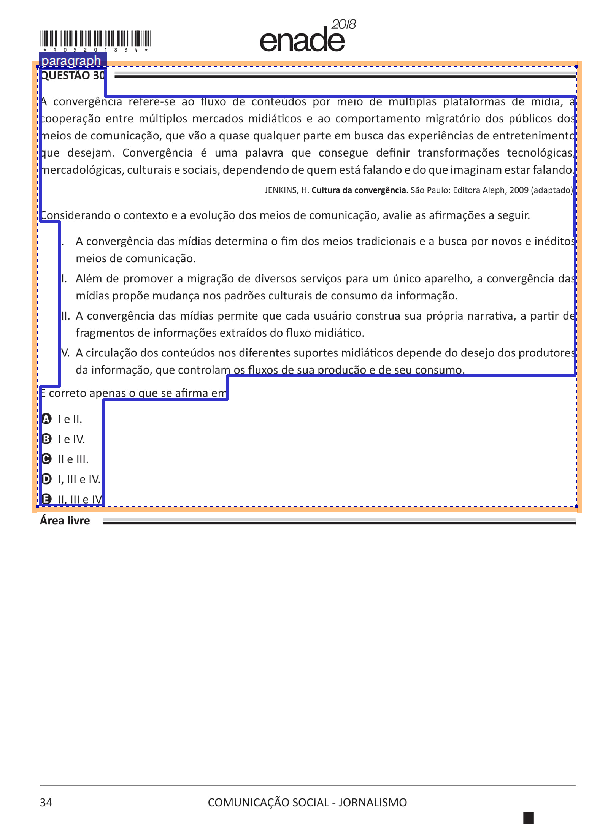 *R0520183 4*
enade 2018
paragraph
QUESTÃO 30
A convergência refere-se ao fluxo de conteúdos por meio de múltiplas plataformas de mídia, à
cooperação entre múltiplos mercados midiáticos e ao comportamento migratório dos públicos dos
meios de comunicação, que vão a quase qualquer parte em busca das experiências de entretenimento
que desejam. Convergência é uma palavra que consegue definir transformações tecnológicas,
mercadológicas, culturais e sociais, dependendo de quem está falando e do que imaginam estar falando.
JENKINS, H. Cultura da convergência. São Paulo: Editora Aleph, 2009 (adaptado)
Considerando o contexto e a evolução dos meios de comunicação, avalie as afirmações a seguir.
I. A convergência das mídias determina o fim dos meios tradicionais e a busca por novos e inéditos
meios de comunicação.
II. Além de promover a migração de diversos serviços para um único aparelho, a convergência das
mídias propõe mudança nos padrões culturais de consumo da informação.
III. A convergência das mídias permite que cada usuário construa sua própria narrativa, a partir de
fragmentos de informações extraídos do fluxo midiático.
IV. A circulação dos conteúdos nos diferentes suportes midiáticos depende do desejo dos produtores
da informação, que controlam os fluxos de sua produção e de seu consumo.
É correto apenas o que se afirma em
A I e II.
B I e IV.
C II e III.
D I, III e IV.
E II, III e IV
Área livre
34
COMUNICAÇÃO SOCIAL - JORNALISMO